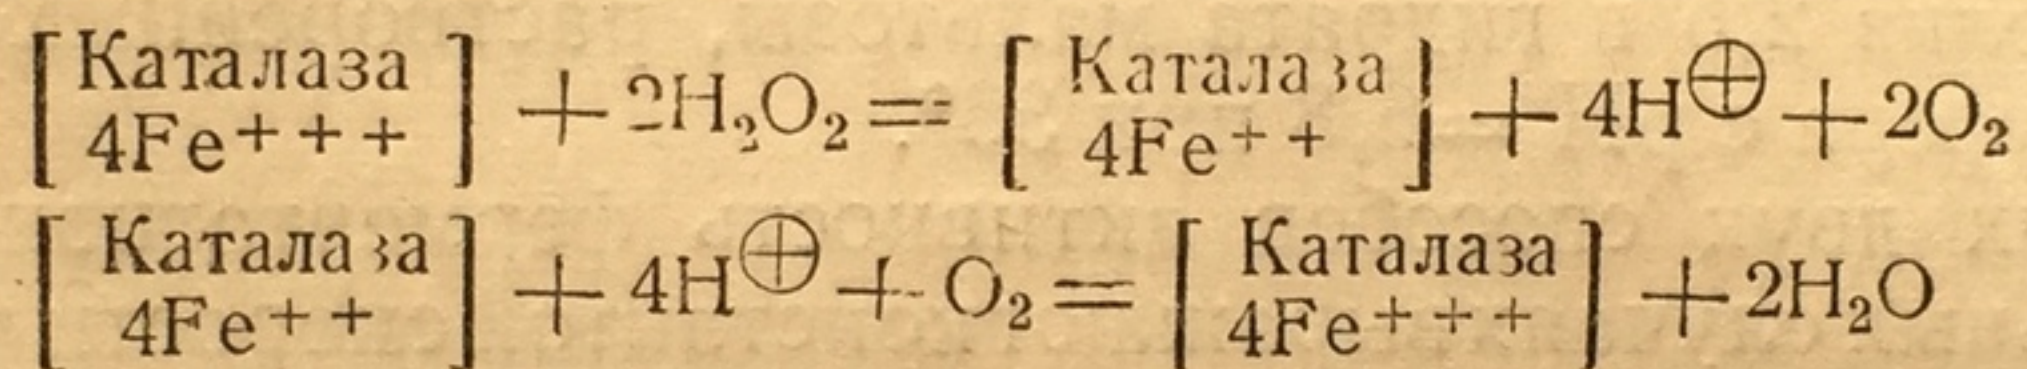 [Каталаза 4Fe+++] + 2H₂O₂ = [Каталаза 4Fe++] + 4H⊕ + 2O₂
[Каталаза 4Fe++] + 4H⊕ + O₂ = [Каталаза 4Fe+++] + 2H₂O